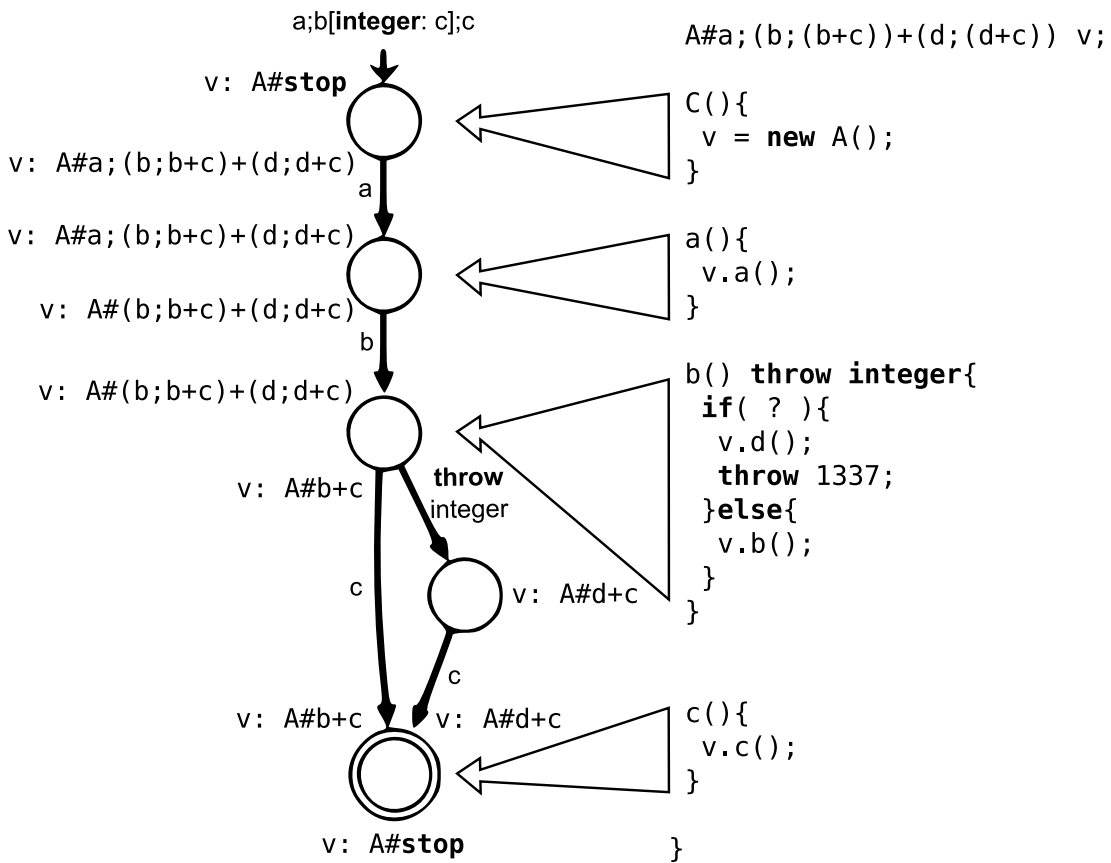 a;b[integer: c];c
v: A#stop
v: A#a;(b;b+c)+(d;d+c)
a
v: A#a;(b;b+c)+(d;d+c)
v: A#(b;b+c)+(d;d+c)
b
v: A#(b;b+c)+(d;d+c)
v: A#b+c
throw
integer
c
v: A#d+c
c
v: A#b+c
v: A#d+c
v: A#stop
A#a;(b;(b+c))+(d;(d+c)) v;
C(){
v = new A();
}
a(){
v.a();
}
b() throw integer{
if( ? ){
v.d();
throw 1337;
}else{
v.b();
}
}
c(){
v.c();
}
}